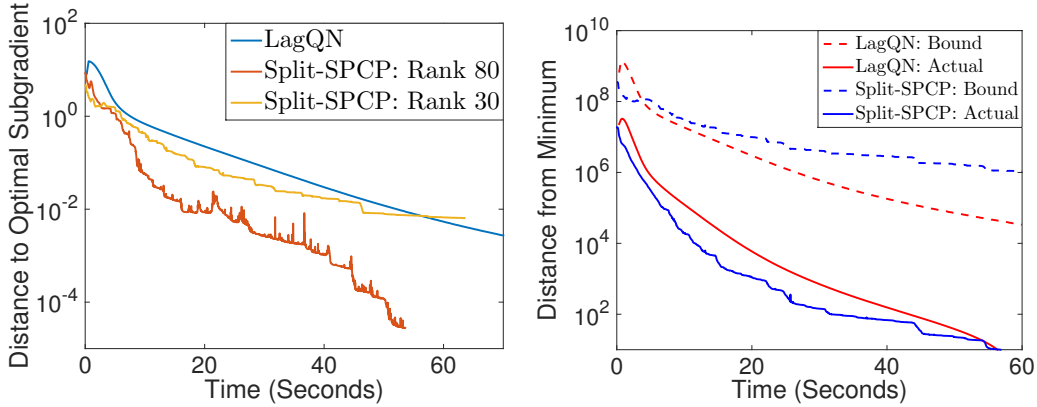 Distance to Optimal Subgradient
10^2
10^0
10^-2
10^-4
0
20
40
60
Time (Seconds)
LagQN
Split-SPCP: Rank 80
Split-SPCP: Rank 30
Distance from Minimum
10^10
10^8
10^6
10^4
10^2
0
20
40
60
Time (Seconds)
LagQN: Bound
LagQN: Actual
Split-SPCP: Bound
Split-SPCP: Actual